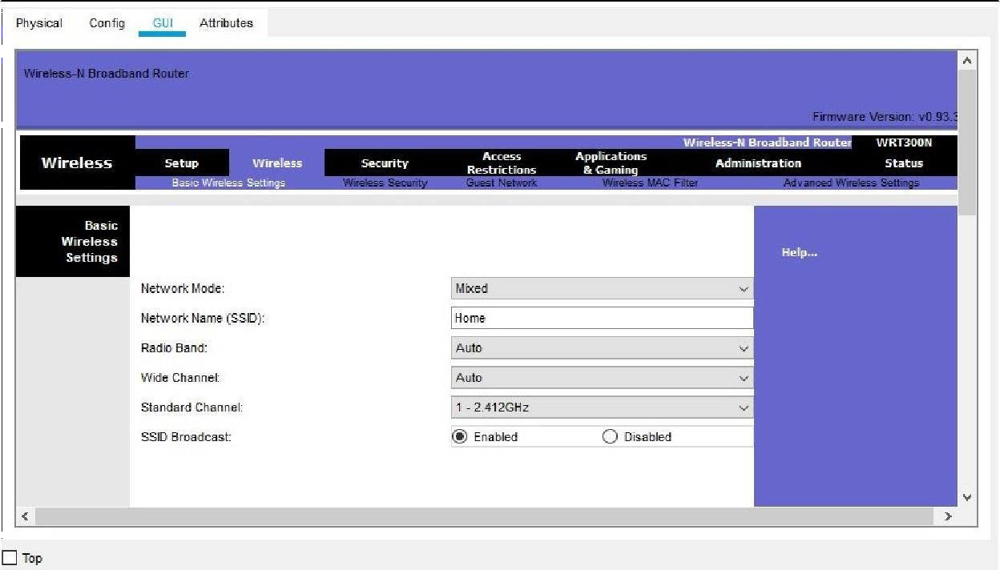 Physical Config GUI Attributes
Wireless-N Broadband Router
Firmware Version: v0.93.3
Wireless-N Broadband Router WRT300N
Wireless Setup Wireless Security Access Restrictions Applications & Gaming Administration Status
Basic Wireless Settings Wireless Security Guest Network Wireless MAC Filter Advanced Wireless Settings
Basic
Wireless
Settings
Help...
Network Mode: Mixed
Network Name (SSID): Home
Radio Band: Auto
Wide Channel: Auto
Standard Channel: 1 - 2.412GHz
SSID Broadcast: Enabled Disabled
Top